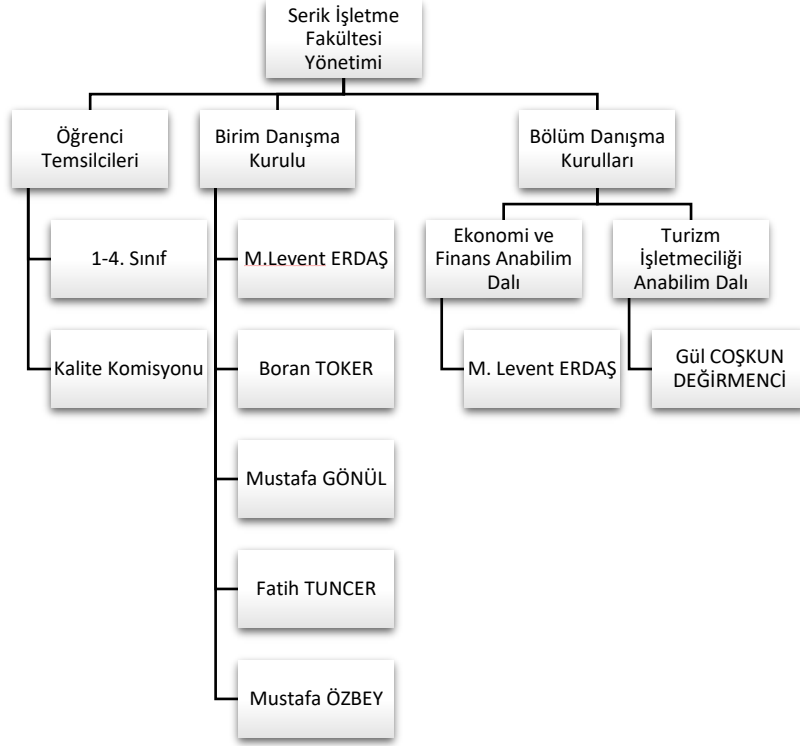 Serik İşletme
Fakültesi
Yönetimi
Öğrenci
Temsilcileri
Birim Danışma
Kurulu
Bölüm Danışma
Kurulları
1-4. Sınıf
Kalite Komisyonu
M.Levent ERDAŞ
Boran TOKER
Mustafa GÖNÜL
Fatih TUNCER
Mustafa ÖZBEY
Ekonomi ve
Finans Anabilim
Dalı
M. Levent ERDAŞ
Turizm
İşletmeciliği
Anabilim Dalı
Gül COŞKUN
DEĞİRMENCİ